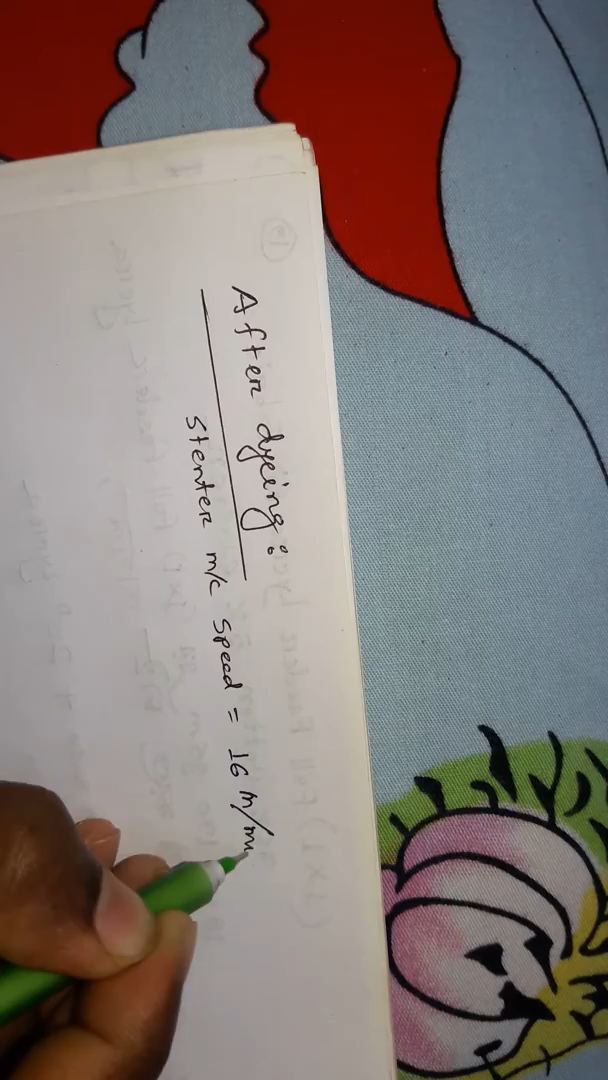 After dyeing:
Stenter m/c speed = 16 m/